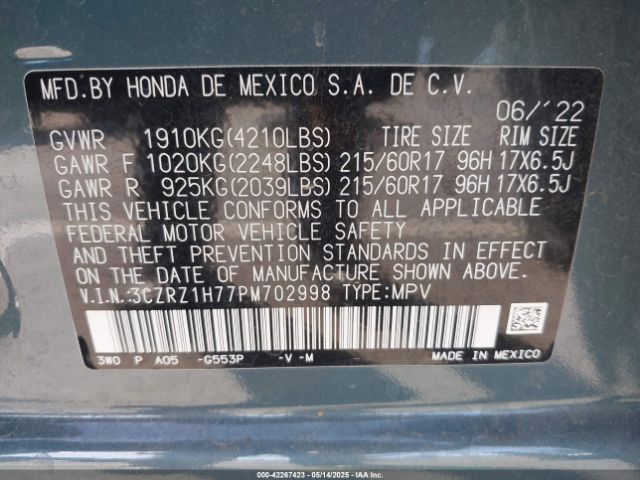 MFD.BY HONDA DE MEXICO S.A. DE C.V.
06/'22
GVWR 1910KG(4210LBS) TIRE SIZE RIM SIZE
GAWR F 1020KG(2248LBS) 215/60R17 96H 17X6.5J
GAWR R 925KG(2039LBS) 215/60R17 96H 17X6.5J
THIS VEHICLE CONFORMS TO ALL APPLICABLE
FEDERAL MOTOR VEHICLE SAFETY
AND THEFT PREVENTION STANDARDS IN EFFECT
ON THE DATE OF MANUFACTURE SHOWN ABOVE.
V.I.N.:3CZRZ1H77PM702998 TYPE:MPV
3W0 P A05 -G553P -V -M MADE IN MEXICO
000-42267423 - 05/14/2025 - IAA Inc.